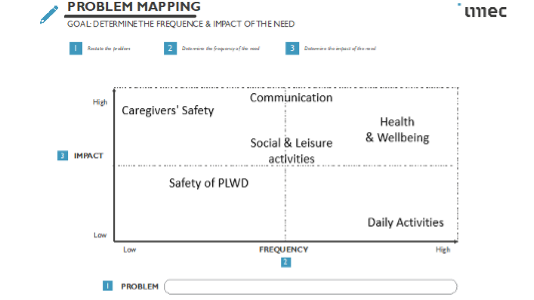 PROBLEM MAPPING
GOAL: DETERMINE THE FREQUENCE & IMPACT OF THE NEED
imec
1 Restate the problem
2 Determine the frequency of the need
3 Determine the impact of the need
High
Communication
Caregivers' Safety
Health
& Wellbeing
Social & Leisure
activities
3 IMPACT
Safety of PLWD
Daily Activities
Low
Low
FREQUENCY
High
2
1 PROBLEM